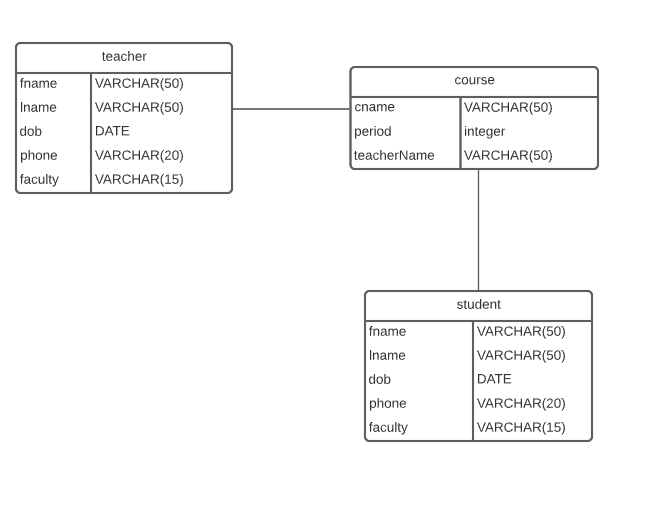 teacher
fname VARCHAR(50)
lname VARCHAR(50)
dob DATE
phone VARCHAR(20)
faculty VARCHAR(15)
course
cname VARCHAR(50)
period integer
teacherName VARCHAR(50)
student
fname VARCHAR(50)
lname VARCHAR(50)
dob DATE
phone VARCHAR(20)
faculty VARCHAR(15)